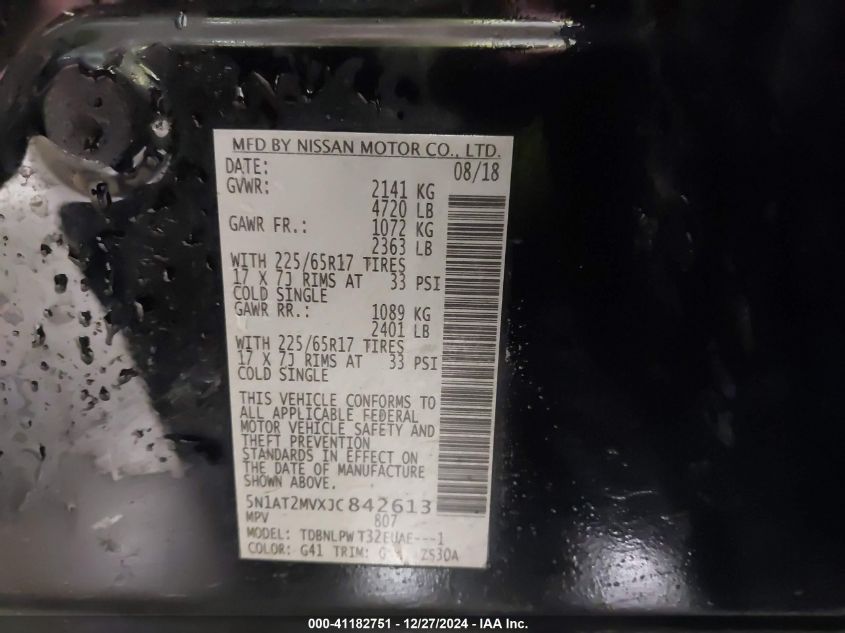 MFD BY NISSAN MOTOR CO., LTD.
DATE: 08/18
GVWR: 2141 KG
4720 LB
GAWR FR.: 1072 KG
2363 LB
WITH 225/65R17 TIRES
17 X 7J RIMS AT 33 PSI
COLD SINGLE
GAWR RR.: 1089 KG
2401 LB
WITH 225/65R17 TIRES
17 X 7J RIMS AT 33 PSI
COLD SINGLE
THIS VEHICLE CONFORMS TO
ALL APPLICABLE FEDERAL
MOTOR VEHICLE SAFETY AND
THEFT PREVENTION
STANDARDS IN EFFECT ON
THE DATE OF MANUFACTURE
SHOWN ABOVE.
5N1AT2MVXJC842613
MPV 807
MODEL: TDBNLPW T32EUAE---1
COLOR: G41 TRIM: ZS30A
000-41182751 - 12/27/2024 - IAA Inc.